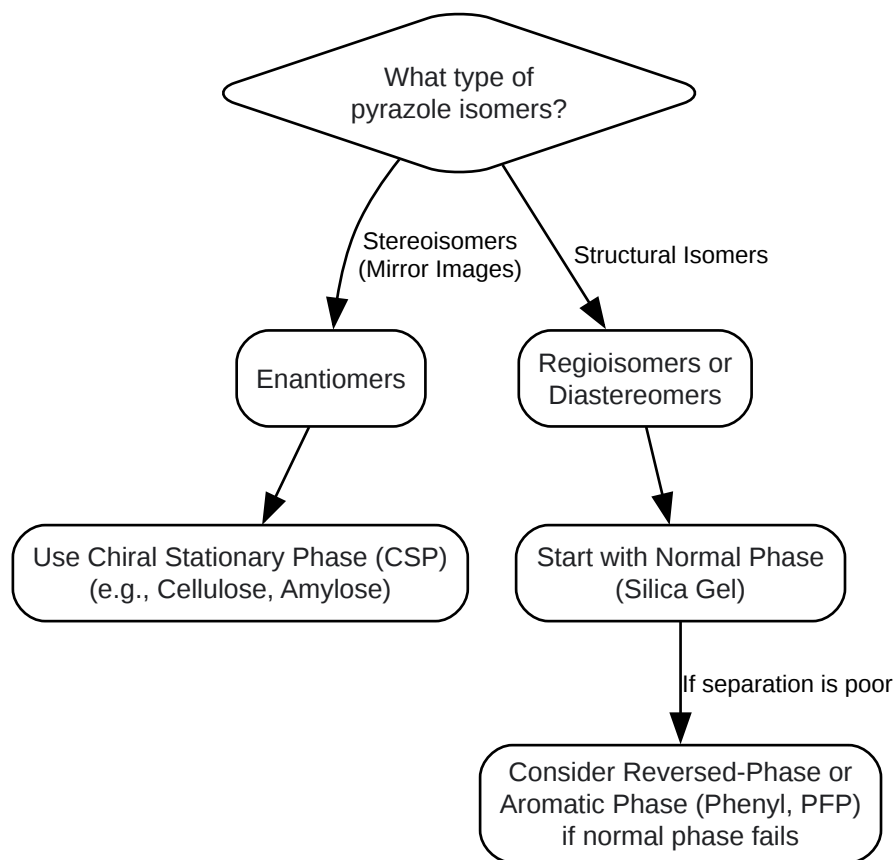 What type of
pyrazole isomers?
Stereoisomers
(Mirror Images)
Structural Isomers
Enantiomers
Regioisomers or
Diastereomers
Use Chiral Stationary Phase (CSP)
(e.g., Cellulose, Amylose)
Start with Normal Phase
(Silica Gel)
If separation is poor
Consider Reversed-Phase or
Aromatic Phase (Phenyl, PFP)
if normal phase fails